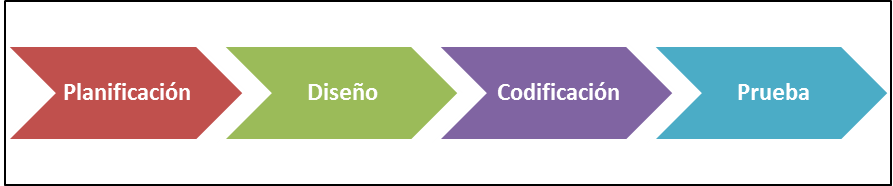 Planificación
Diseño
Codificación
Prueba